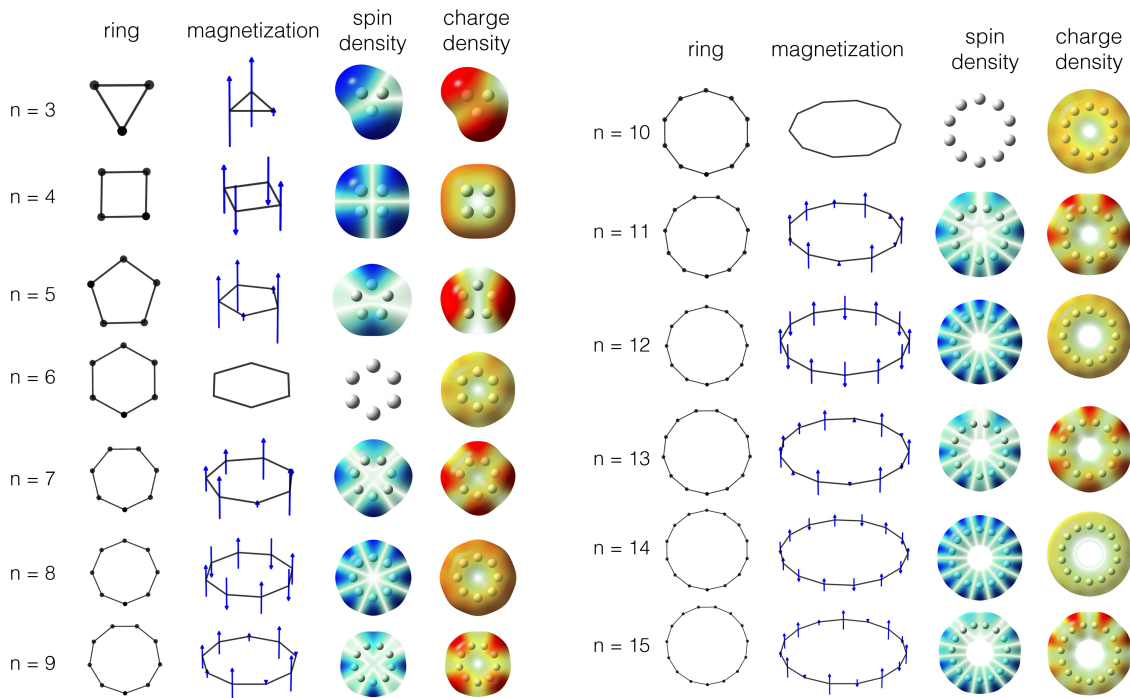 ring magnetization spin density charge density
n = 3
n = 4
n = 5
n = 6
n = 7
n = 8
n = 9
ring magnetization spin density charge density
n = 10
n = 11
n = 12
n = 13
n = 14
n = 15